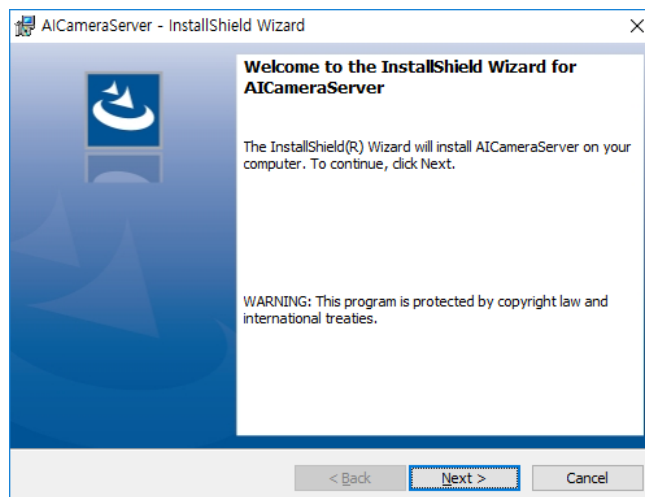 AICameraServer - InstallShield Wizard
Welcome to the InstallShield Wizard for
AICameraServer
The InstallShield(R) Wizard will install AICameraServer on your
computer. To continue, click Next.
WARNING: This program is protected by copyright law and
international treaties.
< Back
Next >
Cancel